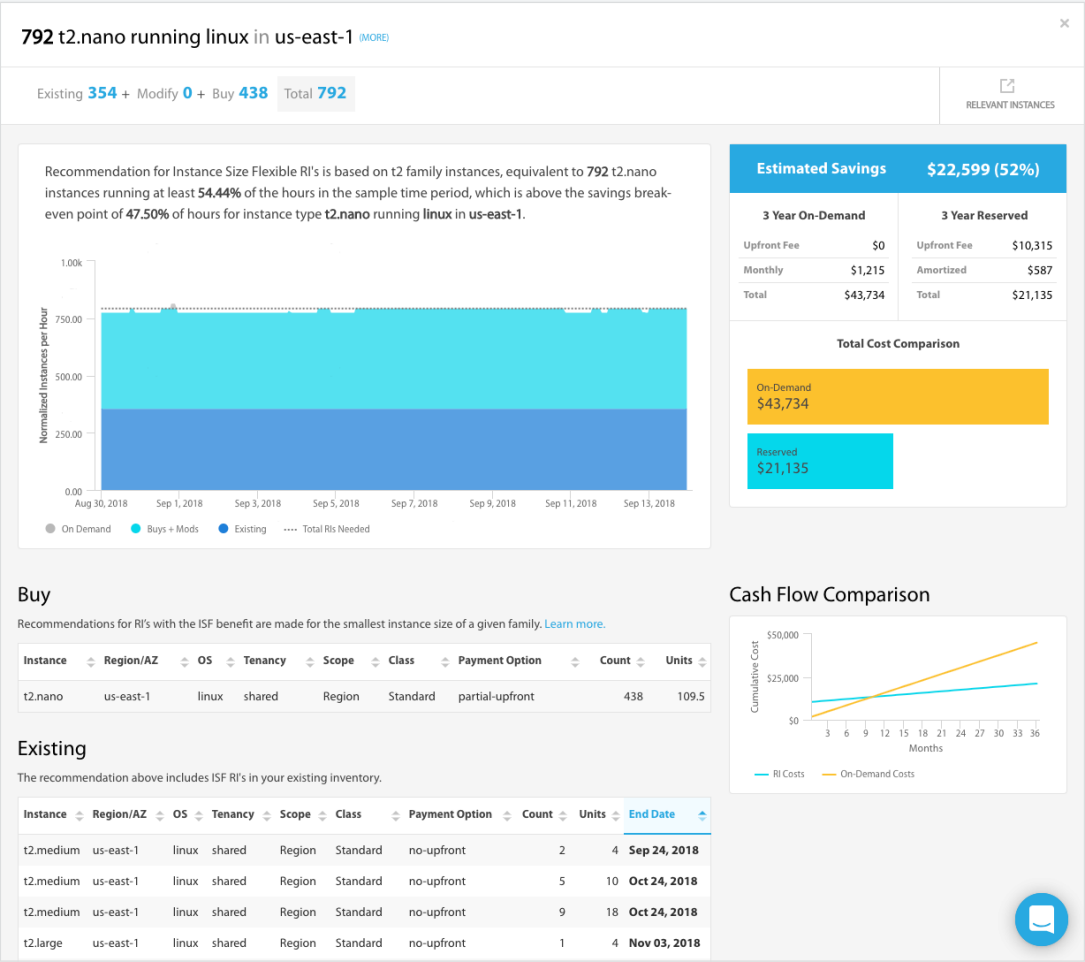 792 t2.nano running linux in us-east-1 (MORE)
×
Existing 354 + Modify 0 + Buy 438 Total 792
RELEVANT INSTANCES
Recommendation for Instance Size Flexible RI's is based on t2 family instances, equivalent to 792 t2.nano
instances running at least 54.44% of the hours in the sample time period, which is above the savings break-
even point of 47.50% of hours for instance type t2.nano running linux in us-east-1.
Normalized Instances per Hour
1.00k
750.00
500.00
250.00
0.00
Aug 30, 2018 Sep 1, 2018 Sep 3, 2018 Sep 5, 2018 Sep 7, 2018 Sep 9, 2018 Sep 11, 2018 Sep 13, 2018
On Demand Buys + Mods Existing Total RIs Needed
Estimated Savings $22,599 (52%)
3 Year On-Demand
Upfront Fee $0
Monthly $1,215
Total $43,734
3 Year Reserved
Upfront Fee $10,315
Amortized $587
Total $21,135
Total Cost Comparison
On-Demand
$43,734
Reserved
$21,135
Buy
Recommendations for RI's with the ISF benefit are made for the smallest instance size of a given family. Learn more.
Instance Region/AZ OS Tenancy Scope Class Payment Option Count Units
t2.nano us-east-1 linux shared Region Standard partial-upfront 438 109.5
Existing
The recommendation above includes ISF RI's in your existing inventory.
Instance Region/AZ OS Tenancy Scope Class Payment Option Count Units End Date
t2.medium us-east-1 linux shared Region Standard no-upfront 2 4 Sep 24, 2018
t2.medium us-east-1 linux shared Region Standard no-upfront 5 10 Oct 24, 2018
t2.medium us-east-1 linux shared Region Standard no-upfront 9 18 Oct 24, 2018
t2.large us-east-1 linux shared Region Standard no-upfront 1 4 Nov 03, 2018
Cash Flow Comparison
Cumulative Cost
$50,000
$25,000
$0
3 6 9 12 15 18 21 24 27 30 33 36
Months
RI Costs On-Demand Costs